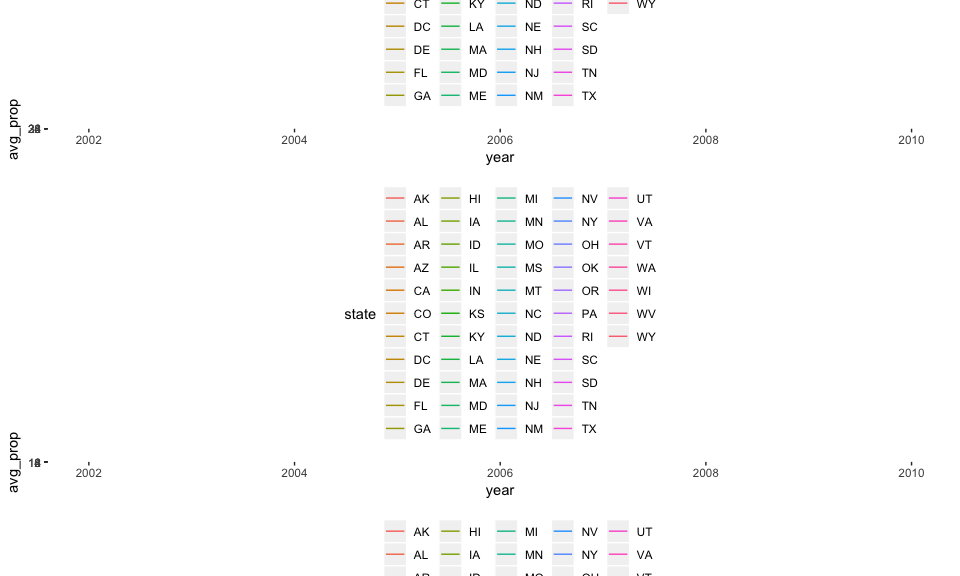 CT KY ND RI WY
DC LA NE SC
DE MA NH SD
FL MD NJ TN
GA ME NM TX
avg_prop
2002 2004 2006 2008 2010
year
AK HI MI NV UT
AL IA MN NY VA
AR ID MO OH VT
AZ IL MS OK WA
CA IN MT OR WI
state CO KS NC PA WV
CT KY ND RI WY
DC LA NE SC
DE MA NH SD
FL MD NJ TN
GA ME NM TX
avg_prop
2002 2004 2006 2008 2010
year
AK HI MI NV UT
AL IA MN NY VA